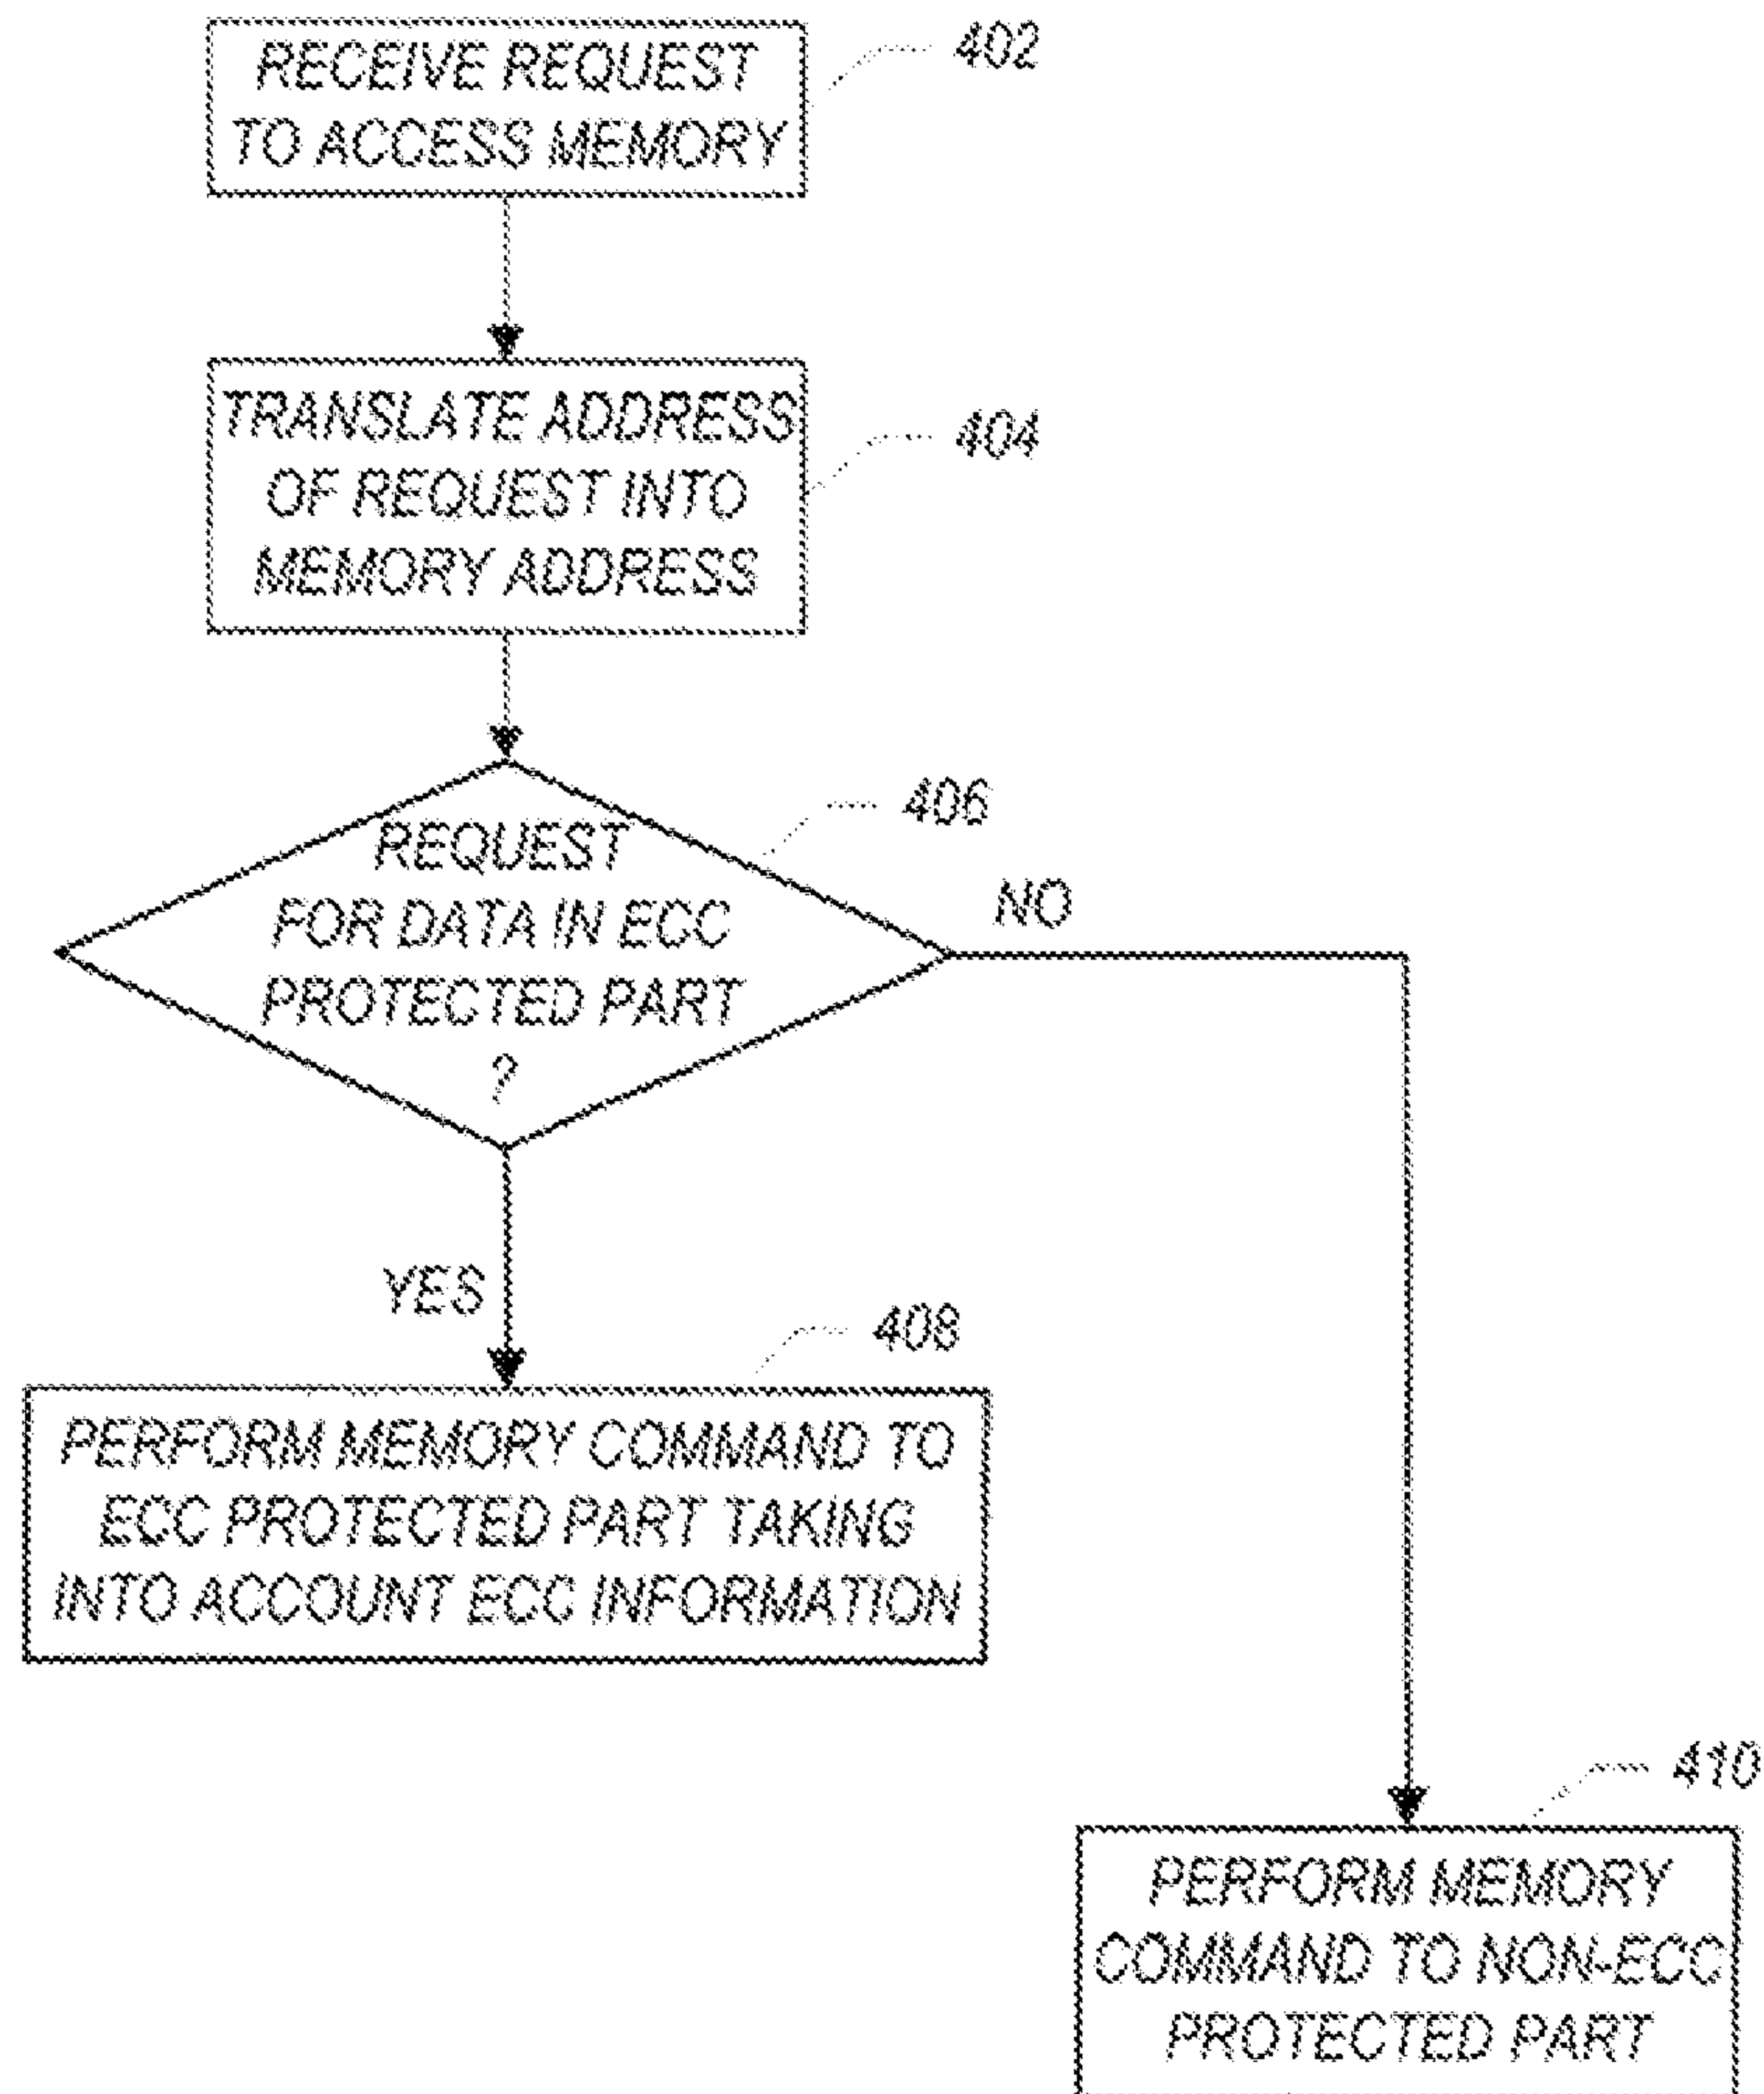 RECEIVE REQUEST
TO ACCESS MEMORY
402
TRANSLATE ADDRESS
OF REQUEST INTO
MEMORY ADDRESS
404
406
REQUEST
FOR DATA IN ECC
PROTECTED PART
?
NO
YES
408
PERFORM MEMORY COMMAND TO
ECC PROTECTED PART TAKING
INTO ACCOUNT ECC INFORMATION
410
PERFORM MEMORY
COMMAND TO NON-ECC
PROTECTED PART